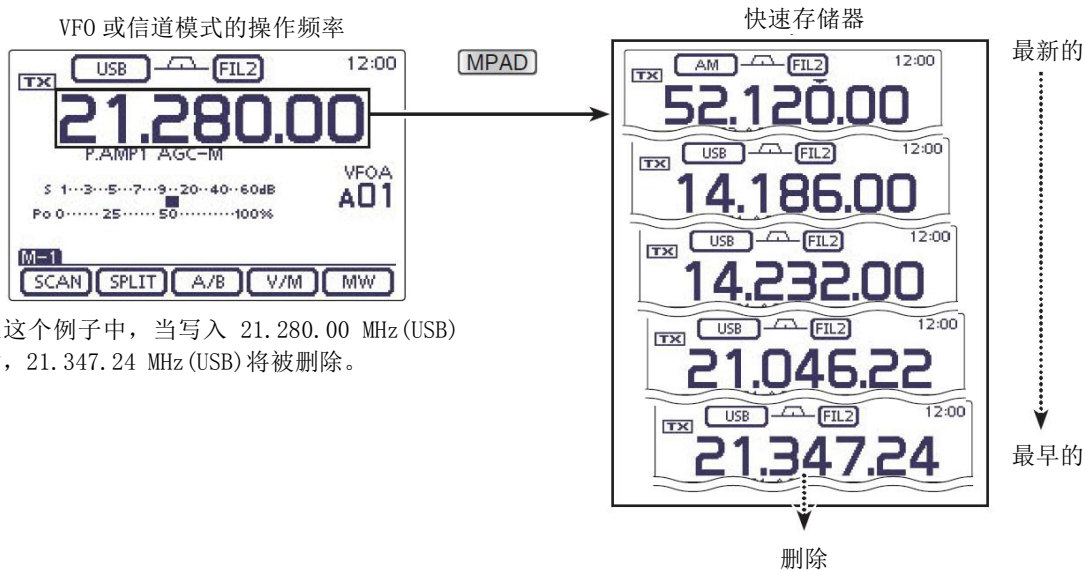 VFO 或信道模式的操作频率
USB FIL2 12:00
TX
21.280.00
P.AMP1 AGC-M
VFOA
A01
S 1···3···5···7···9···20···40···60dB
Po 0······25······50·········100%
M-1
SCAN SPLIT A/B V/M MW
这个例子中，当写入 21.280.00 MHz(USB)
，21.347.24 MHz(USB)将被删除。
MPAD
快速存储器
AM FIL2 12:00
TX
52.120.00
USB FIL2 12:00
TX
14.186.00
USB FIL2 12:00
TX
14.232.00
USB FIL2 12:00
TX
21.046.22
USB FIL2 12:00
TX
21.347.24
删除
最新的
最早的